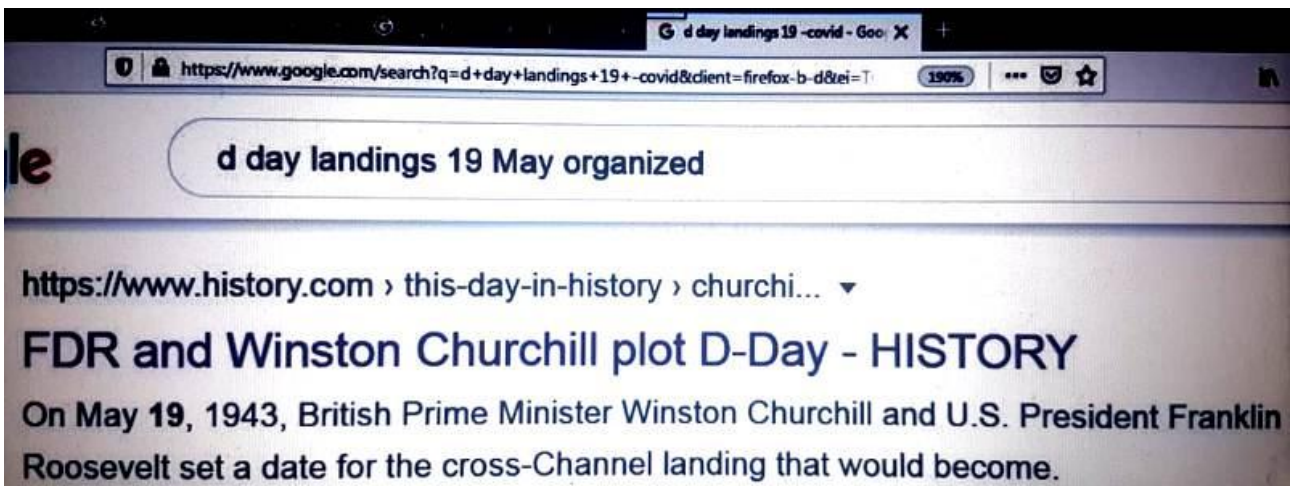 G d day landings 19 -covid - Goo
https://www.google.com/search?q=d+day+landings+19+-covid&client=firefox-b-d&ei=T
190%
le
d day landings 19 May organized
https://www.history.com › this-day-in-history › churchi...
FDR and Winston Churchill plot D-Day - HISTORY
On May 19, 1943, British Prime Minister Winston Churchill and U.S. President Franklin
Roosevelt set a date for the cross-Channel landing that would become.